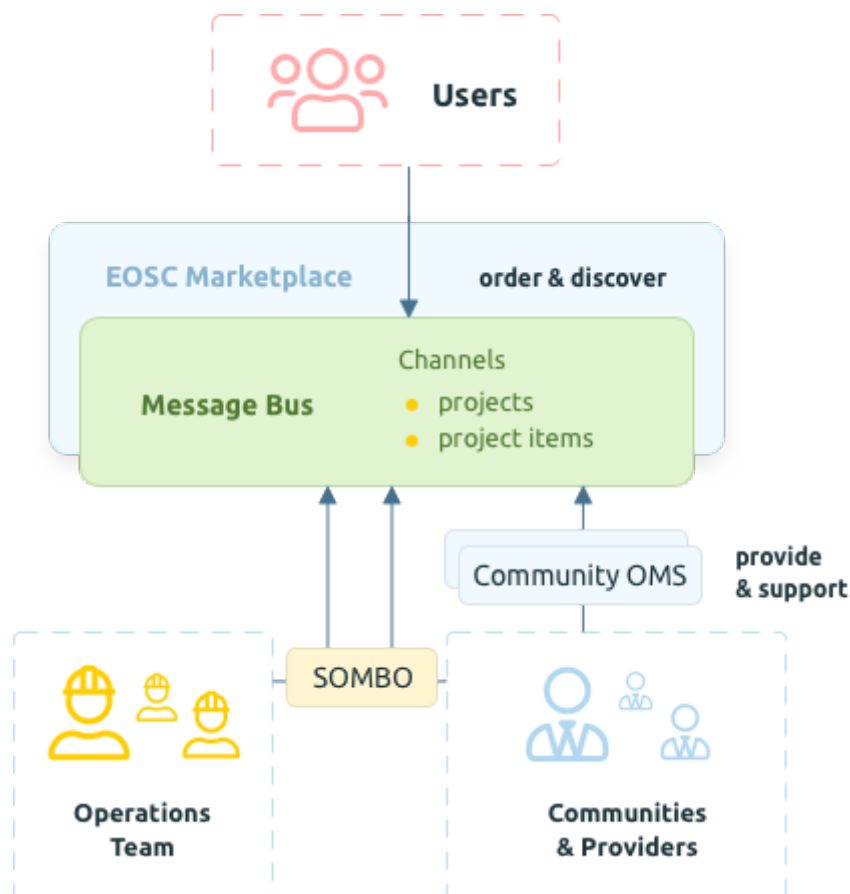 Users
EOSC Marketplace
order & discover
Channels
Message Bus
projects
project items
Community OMS
provide
& support
SOMBO
Operations
Team
Communities
& Providers